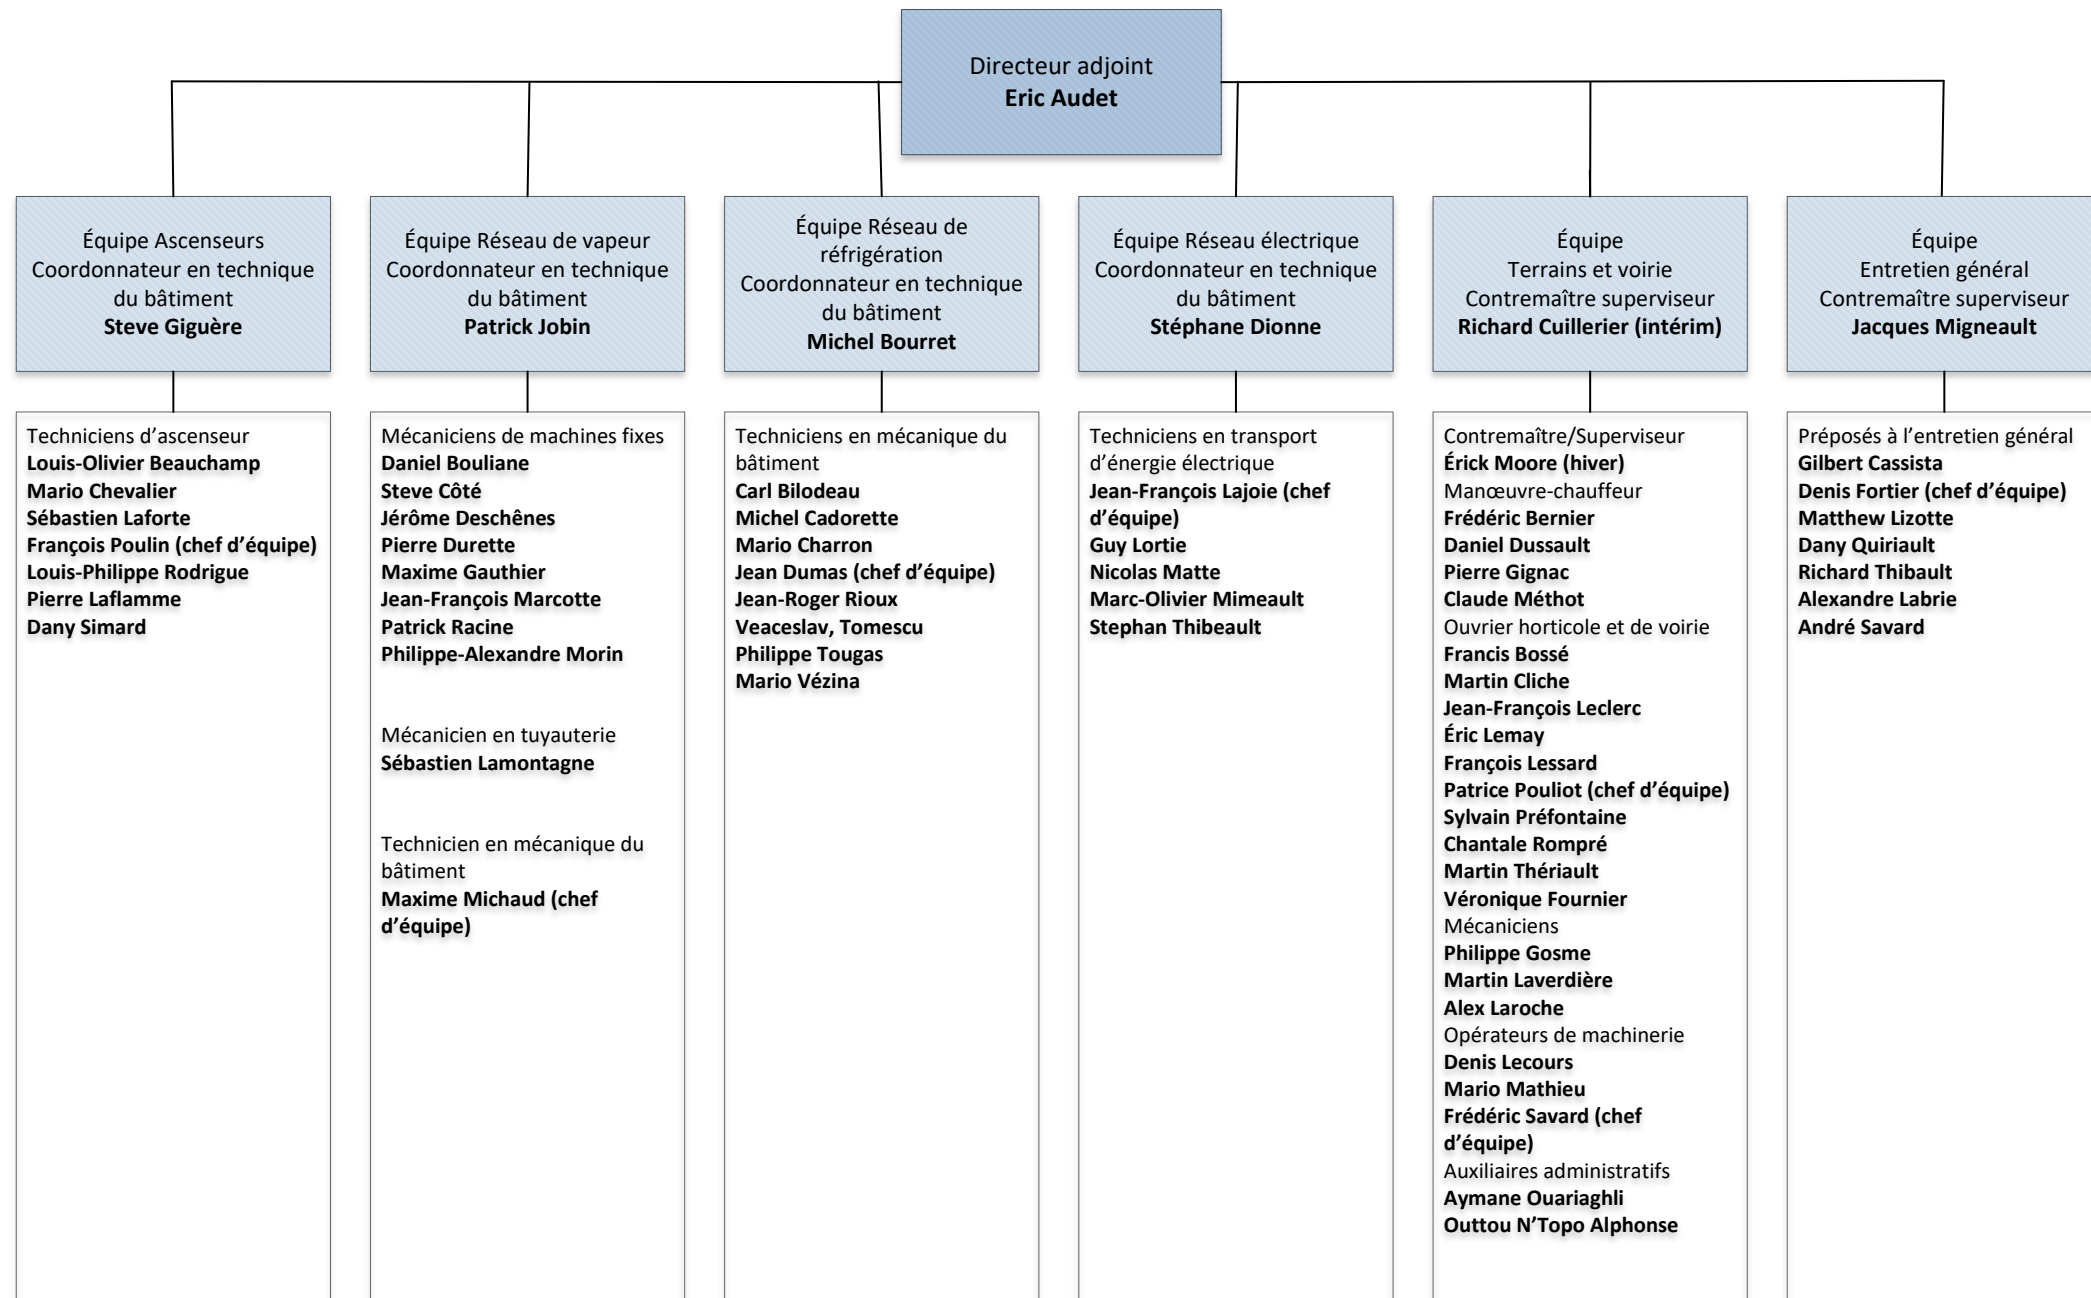 Directeur adjoint
Eric Audet
Équipe Ascenseurs
Coordonnateur en technique
du bâtiment
Steve Giguère
Équipe Réseau de vapeur
Coordonnateur en technique
du bâtiment
Patrick Jobin
Équipe Réseau de
réfrigération
Coordonnateur en technique
du bâtiment
Michel Bourret
Équipe Réseau électrique
Coordonnateur en technique
du bâtiment
Stéphane Dionne
Équipe
Terrains et voirie
Contremaître superviseur
Richard Cuillerier (intérim)
Équipe
Entretien général
Contremaître superviseur
Jacques Migneault
Techniciens d’ascenseur
Louis-Olivier Beauchamp
Mario Chevalier
Sébastien Laforte
François Poulin (chef d’équipe)
Louis-Philippe Rodrigue
Pierre Laflamme
Dany Simard
Mécaniciens de machines fixes
Daniel Bouliane
Steve Côté
Jérôme Deschênes
Pierre Durette
Maxime Gauthier
Jean-François Marcotte
Patrick Racine
Philippe-Alexandre Morin
Mécanicien en tuyauterie
Sébastien Lamontagne
Technicien en mécanique du
bâtiment
Maxime Michaud (chef
d’équipe)
Techniciens en mécanique du
bâtiment
Carl Bilodeau
Michel Cadorette
Mario Charron
Jean Dumas (chef d’équipe)
Jean-Roger Rioux
Veaceslav, Tomescu
Philippe Tougas
Mario Vézina
Techniciens en transport
d’énergie électrique
Jean-François Lajoie (chef
d’équipe)
Guy Lortie
Nicolas Matte
Marc-Olivier Mimeault
Stephan Thibeault
Contremaître/Superviseur
Érick Moore (hiver)
Manœuvre-chauffeur
Frédéric Bernier
Daniel Dussault
Pierre Gignac
Claude Méthot
Ouvrier horticole et de voirie
Francis Bossé
Martin Cliche
Jean-François Leclerc
Éric Lemay
François Lessard
Patrice Pouliot (chef d’équipe)
Sylvain Préfontaine
Chantale Rompré
Martin Thériault
Véronique Fournier
Mécaniciens
Philippe Gosme
Martin Laverdière
Alex Laroche
Opérateurs de machinerie
Denis Lecours
Mario Mathieu
Frédéric Savard (chef
d’équipe)
Auxiliaires administratifs
Aymane Ouariaghli
Outtou N’Topo Alphonse
Préposés à l’entretien général
Gilbert Cassista
Denis Fortier (chef d’équipe)
Matthew Lizotte
Dany Quiriault
Richard Thibault
Alexandre Labrie
André Savard